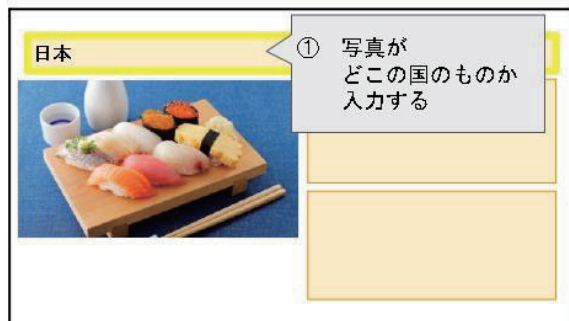 日本
① 写真が
どこの国のものか
入力する